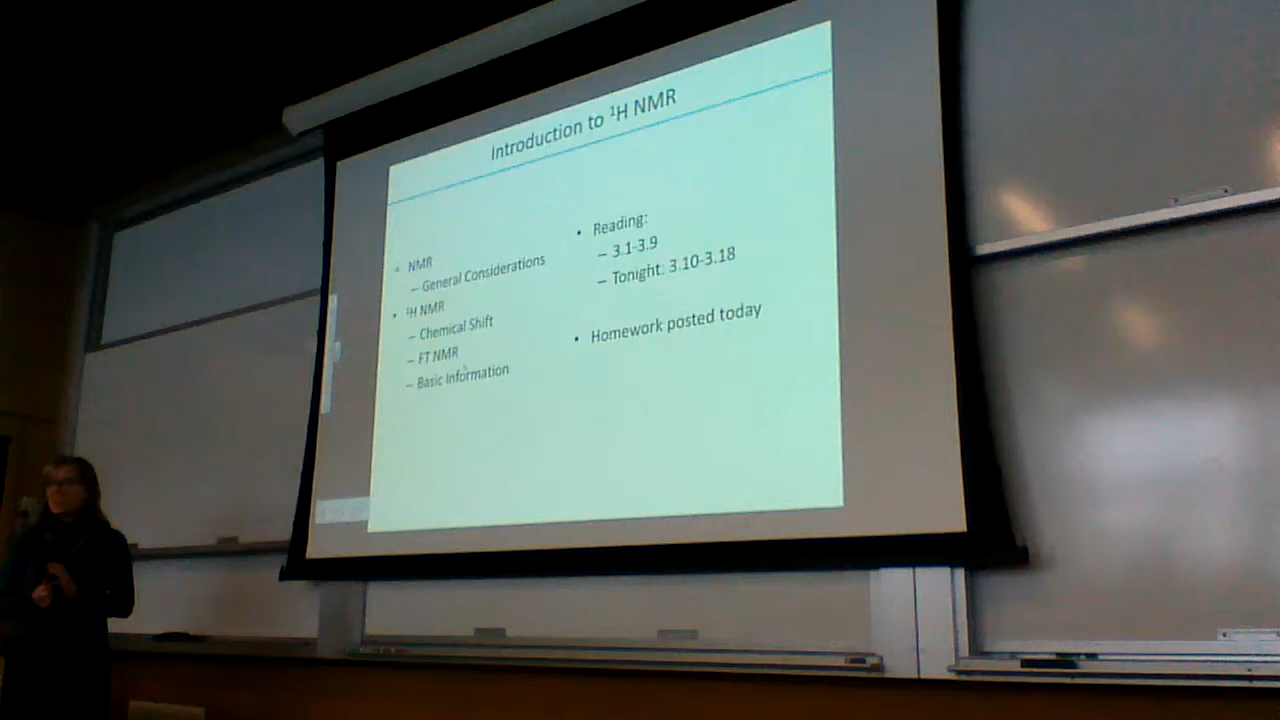 Introduction to ¹H NMR
• NMR
– General Considerations
• ¹H NMR
– Chemical Shift
– FT NMR
– Basic Information
• Reading:
– 3.1-3.9
– Tonight: 3.10-3.18
• Homework posted today